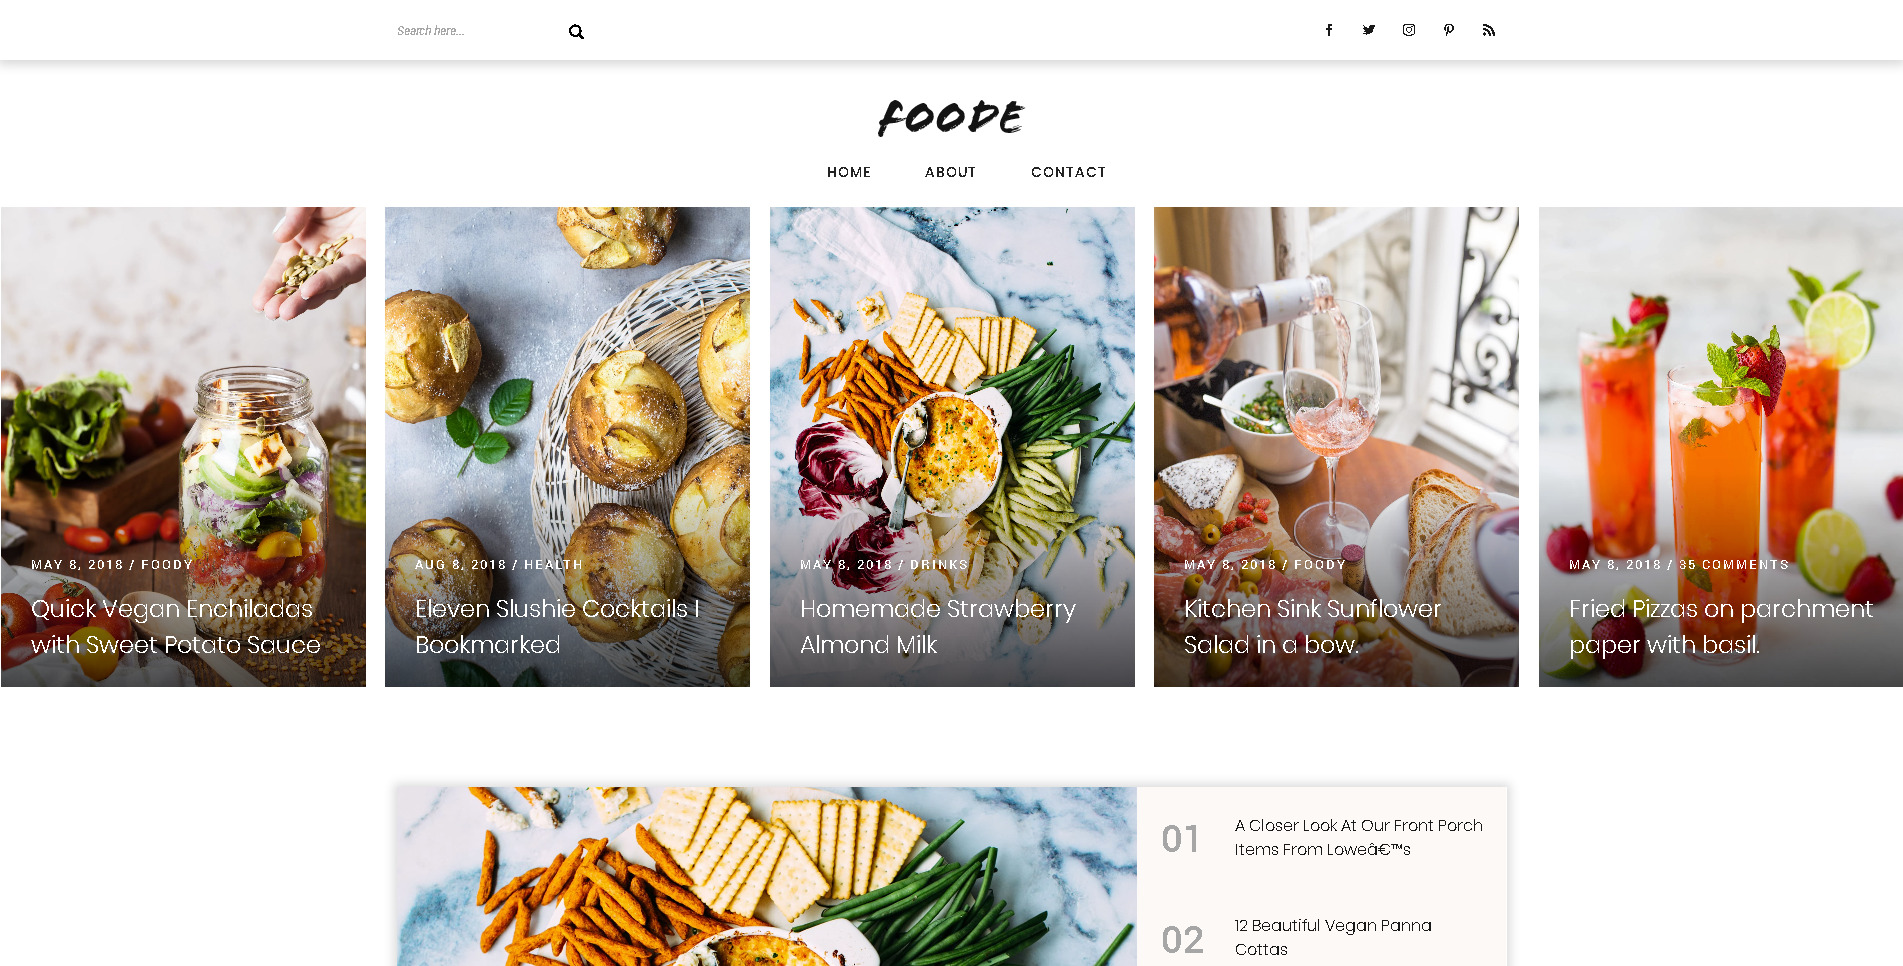 Search here...
FOODE
HOME
ABOUT
CONTACT
MAY 8, 2018 / FOODY
Quick Vegan Enchiladas
with Sweet Potato Sauce
AUG 8, 2018 / HEALTH
Eleven Slushie Cocktails I
Bookmarked
MAY 8, 2018 / DRINKS
Homemade Strawberry
Almond Milk
MAY 8, 2018 / FOODY
Kitchen Sink Sunflower
Salad in a bow.
MAY 8, 2018 / 35 COMMENTS
Fried Pizzas on parchment
paper with basil.
01
A Closer Look At Our Front Porch
Items From Loweâ€™s
02
12 Beautiful Vegan Panna
Cottas